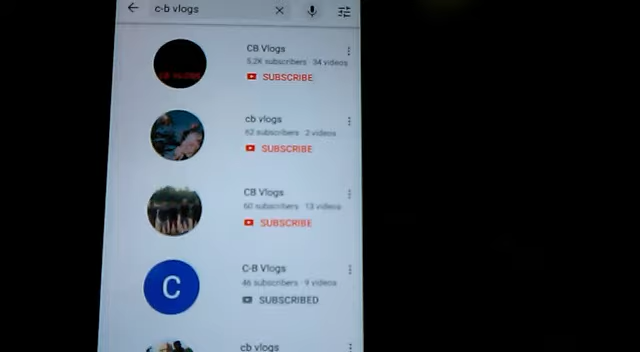 c-b vlogs
CB Vlogs
5.2K subscribers · 34 videos
SUBSCRIBE
cb vlogs
62 subscribers · 2 videos
SUBSCRIBE
CB Vlogs
60 subscribers · 13 videos
SUBSCRIBE
C
C-B Vlogs
46 subscribers · 9 videos
SUBSCRIBED
cb vlogs